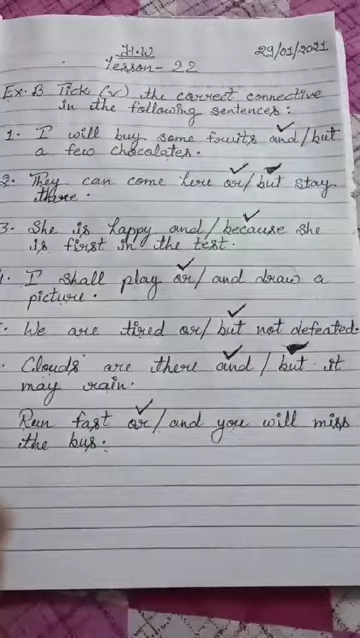 H.W 29/01/2021
Lesson - 22
Ex. B Tick (✓) the correct connective
in the following sentences :
1. I will buy some fruits and/but
a few chocolates.
2. They can come here or/but stay
there.
3. She is happy and/because she
is first in the test.
4. I shall play or/and draw a
picture.
We are tired or/but not defeated.
Clouds are there and/but it
may rain.
Run fast or/and you will miss
the bus.